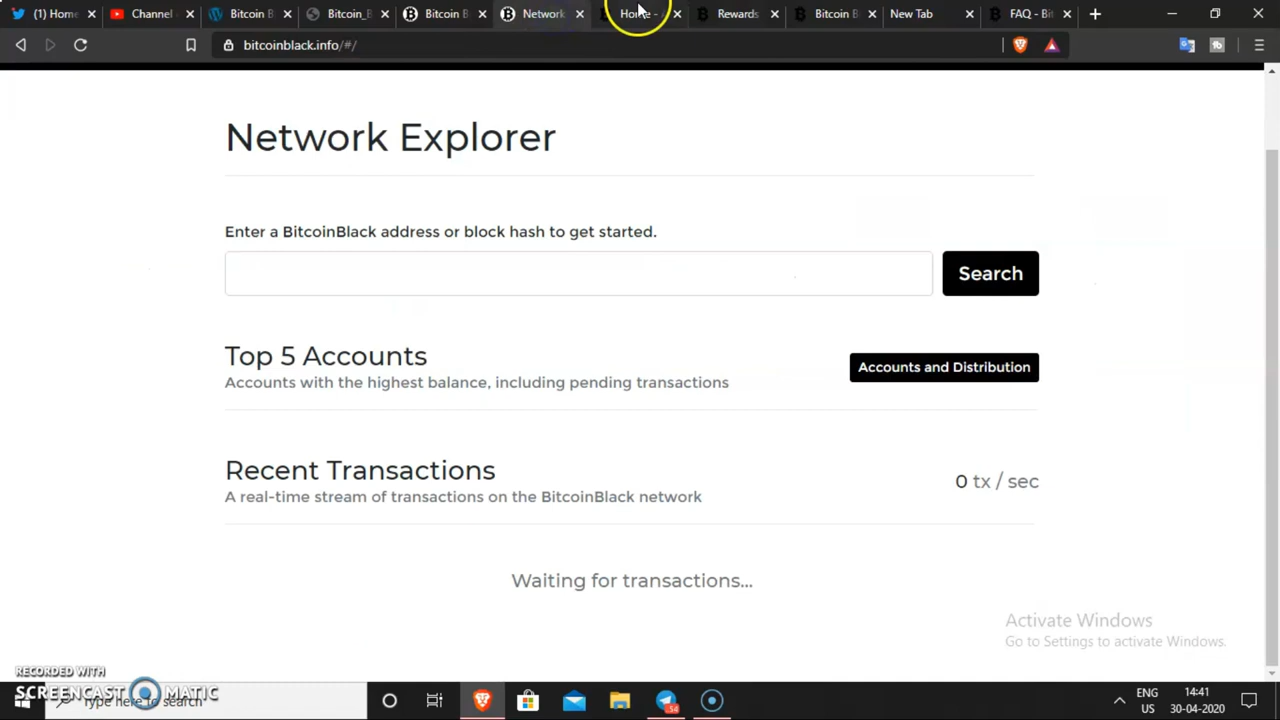 (1) Home
Channel
Bitcoin B
Bitcoin_B
Bitcoin B
Network
Home -
Rewards
Bitcoin B
New Tab
FAQ - Bit
bitcoinblack.info/#/
Network Explorer
Enter a BitcoinBlack address or block hash to get started.
Search
Top 5 Accounts
Accounts and Distribution
Accounts with the highest balance, including pending transactions
Recent Transactions
0 tx / sec
A real-time stream of transactions on the BitcoinBlack network
Waiting for transactions...
Activate Windows
Go to Settings to activate Windows.
RECORDED WITH
SCREENCAST MATIC
Type here to search
ENG
US
14:41
30-04-2020